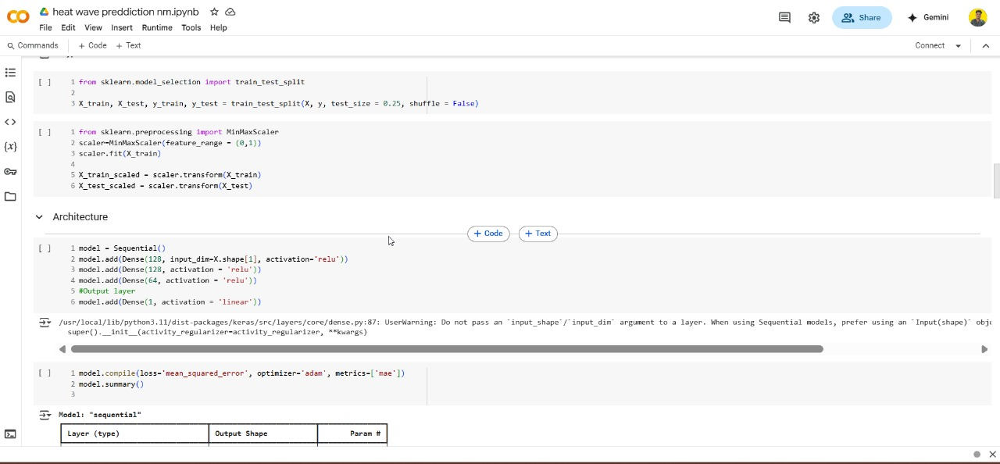 heat wave preddiction nm.ipynb
File Edit View Insert Runtime Tools Help
Share
Gemini
Commands + Code + Text
Connect
[ ] 1 from sklearn.model_selection import train_test_split
2
3 X_train, X_test, y_train, y_test = train_test_split(X, y, test_size = 0.25, shuffle = False)
[ ] 1 from sklearn.preprocessing import MinMaxScaler
2 scaler=MinMaxScaler(feature_range = (0,1))
3 scaler.fit(X_train)
4
5 X_train_scaled = scaler.transform(X_train)
6 X_test_scaled = scaler.transform(X_test)
Architecture
+ Code + Text
[ ] 1 model = Sequential()
2 model.add(Dense(128, input_dim=X.shape[1], activation='relu'))
3 model.add(Dense(128, activation = 'relu'))
4 model.add(Dense(64, activation = 'relu'))
5 #Output layer
6 model.add(Dense(1, activation = 'linear'))
/usr/local/lib/python3.11/dist-packages/keras/src/layers/core/dense.py:87: UserWarning: Do not pass an `input_shape`/`input_dim` argument to a layer. When using Sequential models, prefer using an `Input(shape)` obje
super().__init__(activity_regularizer=activity_regularizer, **kwargs)
[ ] 1 model.compile(loss='mean_squared_error', optimizer='adam', metrics=['mae'])
2 model.summary()
3
Model: "sequential"
Layer (type) Output Shape Param #